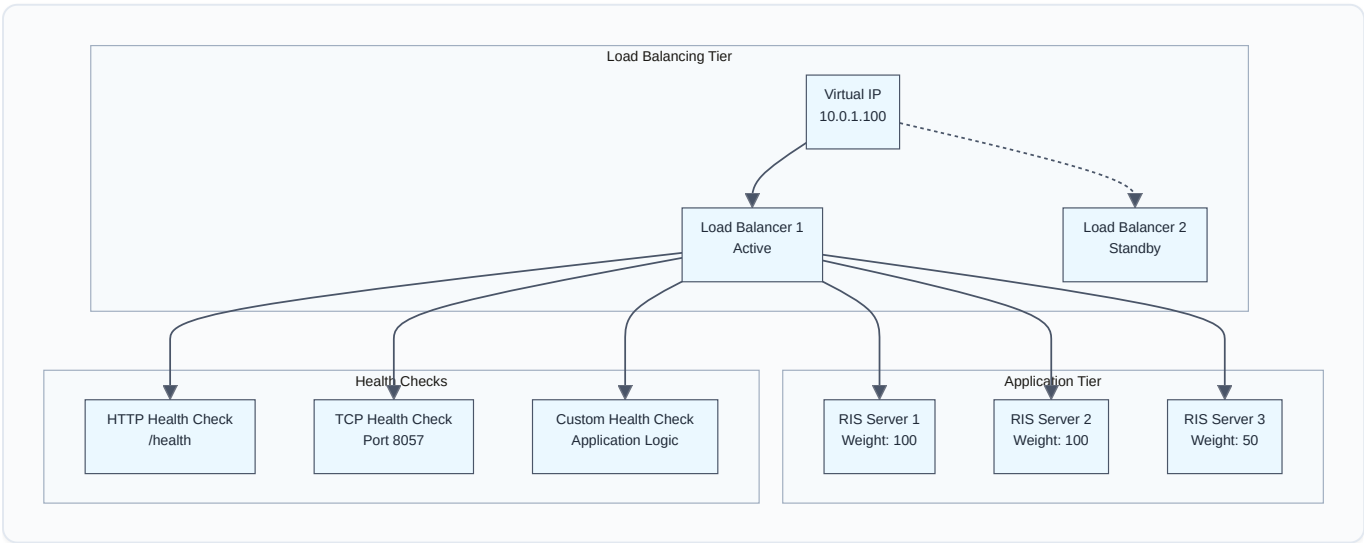 Load Balancing Tier
Virtual IP
10.0.1.100
Load Balancer 1
Active
Load Balancer 2
Standby
Health Checks
HTTP Health Check
/health
TCP Health Check
Port 8057
Custom Health Check
Application Logic
Application Tier
RIS Server 1
Weight: 100
RIS Server 2
Weight: 100
RIS Server 3
Weight: 50